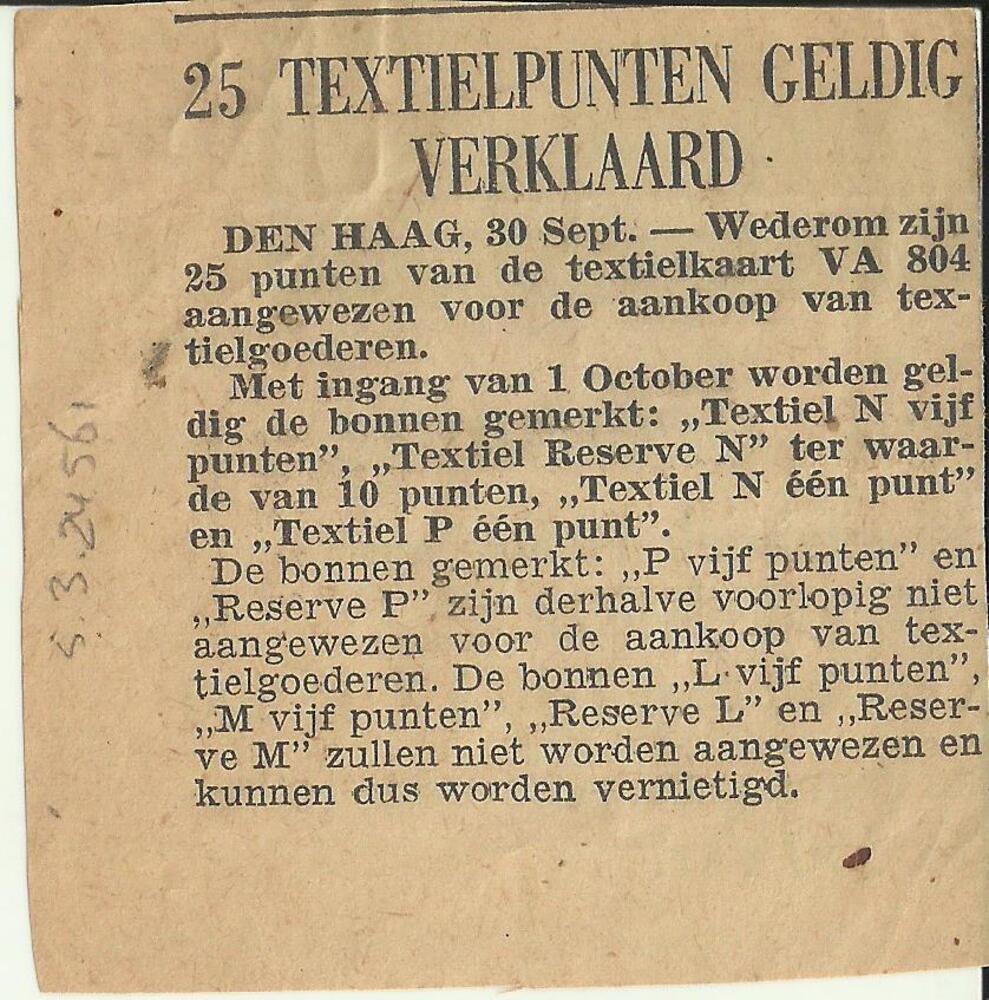 25 TEXTIELPUNTEN GELDIG
VERKLAARD
DEN HAAG, 30 Sept. — Wederom zijn
25 punten van de textielkaart VA 804
aangewezen voor de aankoop van tex-
tielgoederen.
Met ingang van 1 October worden gel-
dig de bonnen gemerkt: „Textiel N vijf
punten”, „Textiel Reserve N” ter waar-
de van 10 punten, „Textiel N één punt”
en „Textiel P één punt”.
De bonnen gemerkt: „P vijf punten” en
„Reserve P” zijn derhalve voorlopig niet
aangewezen voor de aankoop van tex-
tielgoederen. De bonnen „L vijf punten”,
„M vijf punten”, „Reserve L” en „Reser-
ve M” zullen niet worden aangewezen en
kunnen dus worden vernietigd.